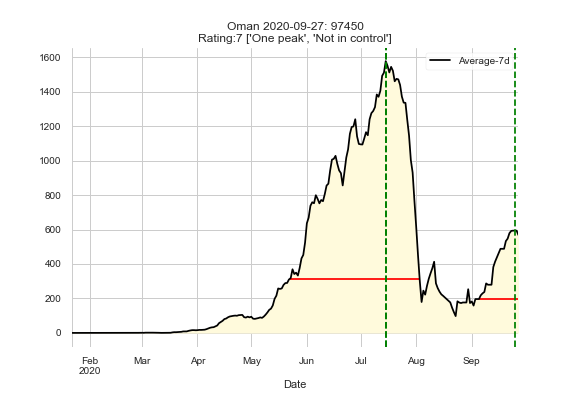 Oman 2020-09-27: 97450
Rating:7 ['One peak', 'Not in control']
Average-7d
1600
1400
1200
1000
800
600
400
200
0
Feb Mar Apr May Jun Jul Aug Sep
2020
Date